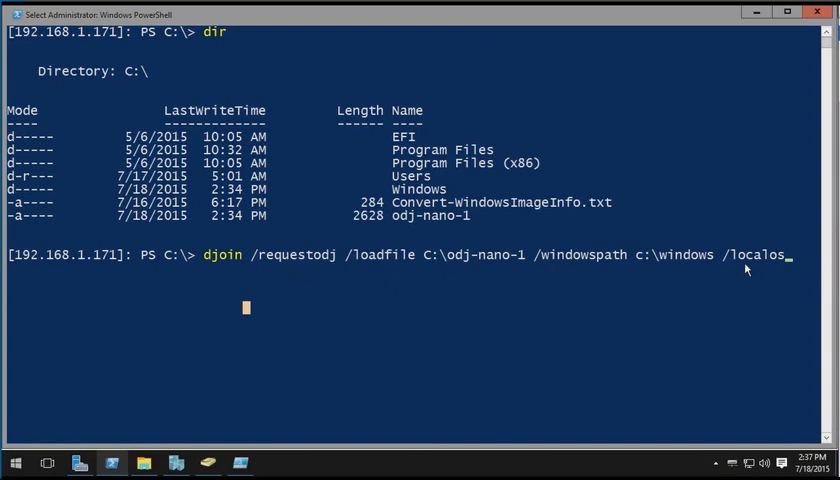 Select Administrator: Windows PowerShell
[192.168.1.171]: PS C:\> dir
Directory: C:\
Mode LastWriteTime Length Name
---- ------------- ------ ----
d----- 5/6/2015 10:05 AM EFI
d----- 5/6/2015 10:32 AM Program Files
d----- 5/6/2015 10:05 AM Program Files (x86)
d-r--- 7/17/2015 5:01 AM Users
d----- 7/18/2015 2:34 PM Windows
-a---- 7/16/2015 6:17 PM 284 Convert-WindowsImageInfo.txt
-a---- 7/18/2015 2:34 PM 2628 odj-nano-1
[192.168.1.171]: PS C:\> djoin /requestodj /loadfile C:\odj-nano-1 /windowspath c:\windows /localos_
2:37 PM
7/18/2015